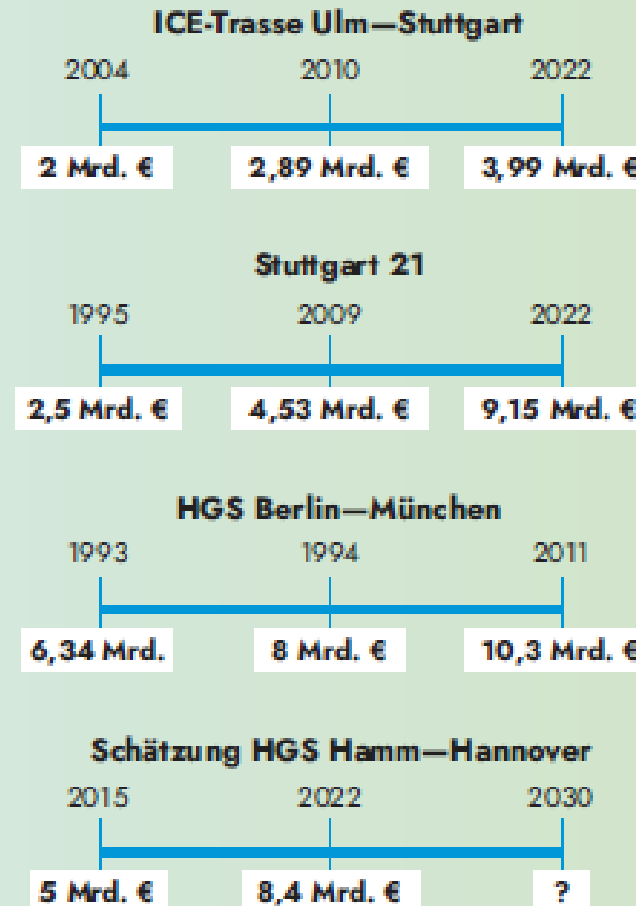 ICE-Trasse Ulm—Stuttgart
2004 2010 2022
2 Mrd. € 2,89 Mrd. € 3,99 Mrd. €
Stuttgart 21
1995 2009 2022
2,5 Mrd. € 4,53 Mrd. € 9,15 Mrd. €
HGS Berlin—München
1993 1994 2011
6,34 Mrd. 8 Mrd. € 10,3 Mrd. €
Schätzung HGS Hamm—Hannover
2015 2022 2030
5 Mrd. € 8,4 Mrd. € ?